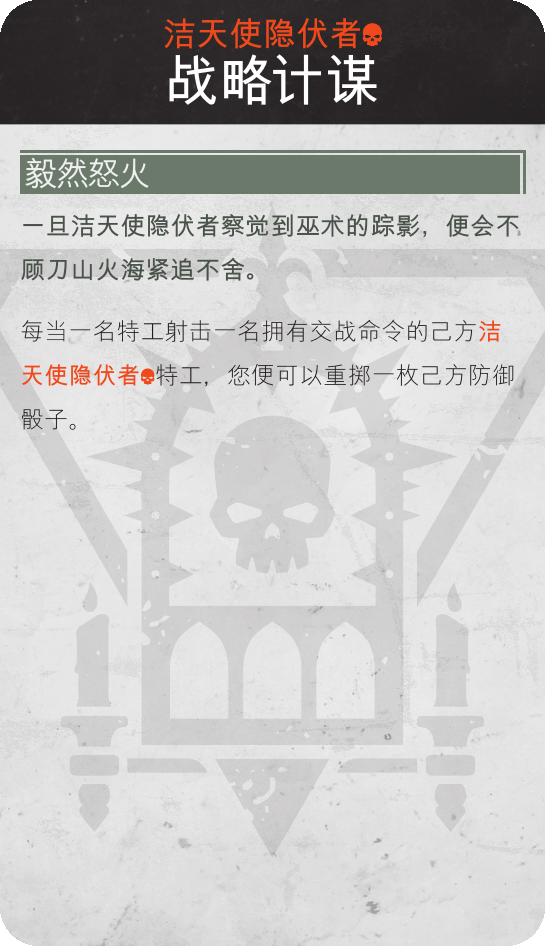 洁天使隐伏者
战略计谋
毅然怒火
一旦洁天使隐伏者察觉到巫术的踪影，便会不
顾刀山火海紧追不舍。
每当一名特工射击一名拥有交战命令的己方洁
天使隐伏者特工，您便可以重掷一枚己方防御
骰子。